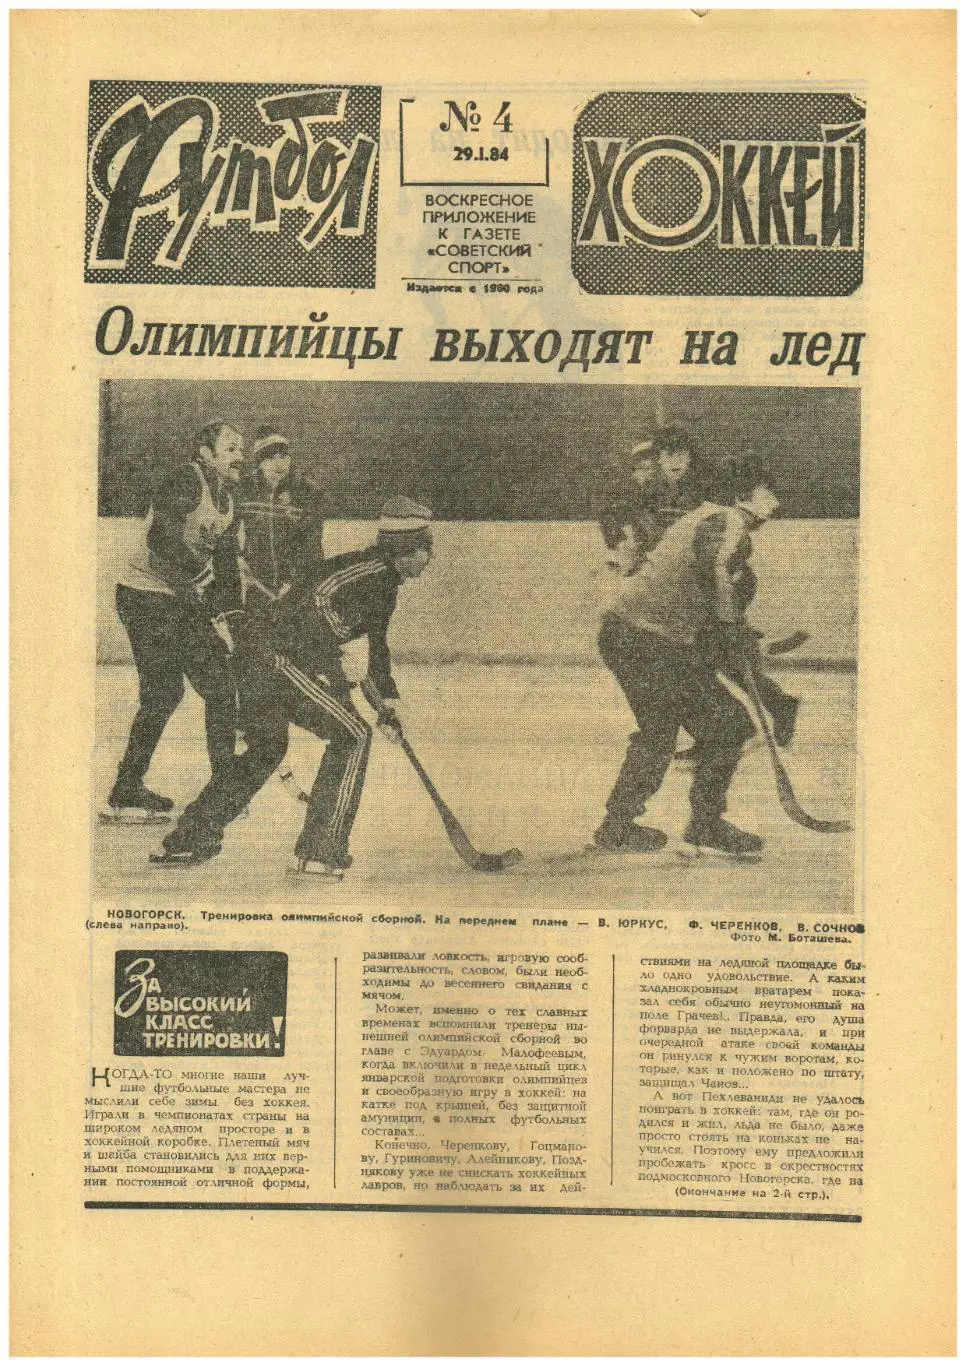 Футбол
№ 4
29.I.84
ВОСКРЕСНОЕ
ПРИЛОЖЕНИЕ
К ГАЗЕТЕ
«СОВЕТСКИЙ
СПОРТ»
Издается с 1960 года
ХОККЕЙ
Олимпийцы выходят на лед
НОВОГОРСК. Тренировка олимпийской сборной. На переднем плане — В. ЮРКУС, Ф. ЧЕРЕНКОВ, В. СОЧНОВ
(слева направо).
Фото М. Боташева.
ЗА
ВЫСОКИЙ
КЛАСС
ТРЕНИРОВКИ!
КОГДА-ТО многие наши луч-
шие футбольные мастера не
мыслили себе зимы без хоккея.
Играли в чемпионатах страны на
широком ледяном просторе и в
хоккейной коробке. Плетеный мяч
и шайба становились для них вер-
ными помощниками в поддержа-
нии постоянной отличной формы,
развивали ловкость, игровую сооб-
разительность, словом, были необ-
ходимы до весеннего свидания с
мячом.
Может, именно о тех славных
временах вспомнили тренеры ны-
нешней олимпийской сборной во
главе с Эдуардом Малофеевым,
когда включили в недельный цикл
январской подготовки олимпийцев
и своеобразную игру в хоккей: на
катке под крышей, без защитной
амуниции, в полных футбольных
составах...
Конечно, Черенкову, Гоцмано-
ву, Гуриновичу, Алейникову, Позд-
някову уже не снискать хоккейных
лавров, но наблюдать за их дей-
ствиями на ледяной площадке бы-
ло одно удовольствие. А каким
хладнокровным вратарем пока-
зал себя обычно неугомонный на
поле Грачев!.. Правда, его душа
форварда не выдержала, и при
очередной атаке своей команды
он ринулся к чужим воротам, ко-
торые, как и положено по штату,
защищал Чанов...
А вот Пехлеваниди не удалось
поиграть в хоккей: там, где он ро-
дился и жил, льда не было, даже
просто стоять на коньках не на-
учился. Поэтому ему предложили
пробежать кросс в окрестностях
подмосковного Новогорска, где на
(Окончание на 2-й стр.).